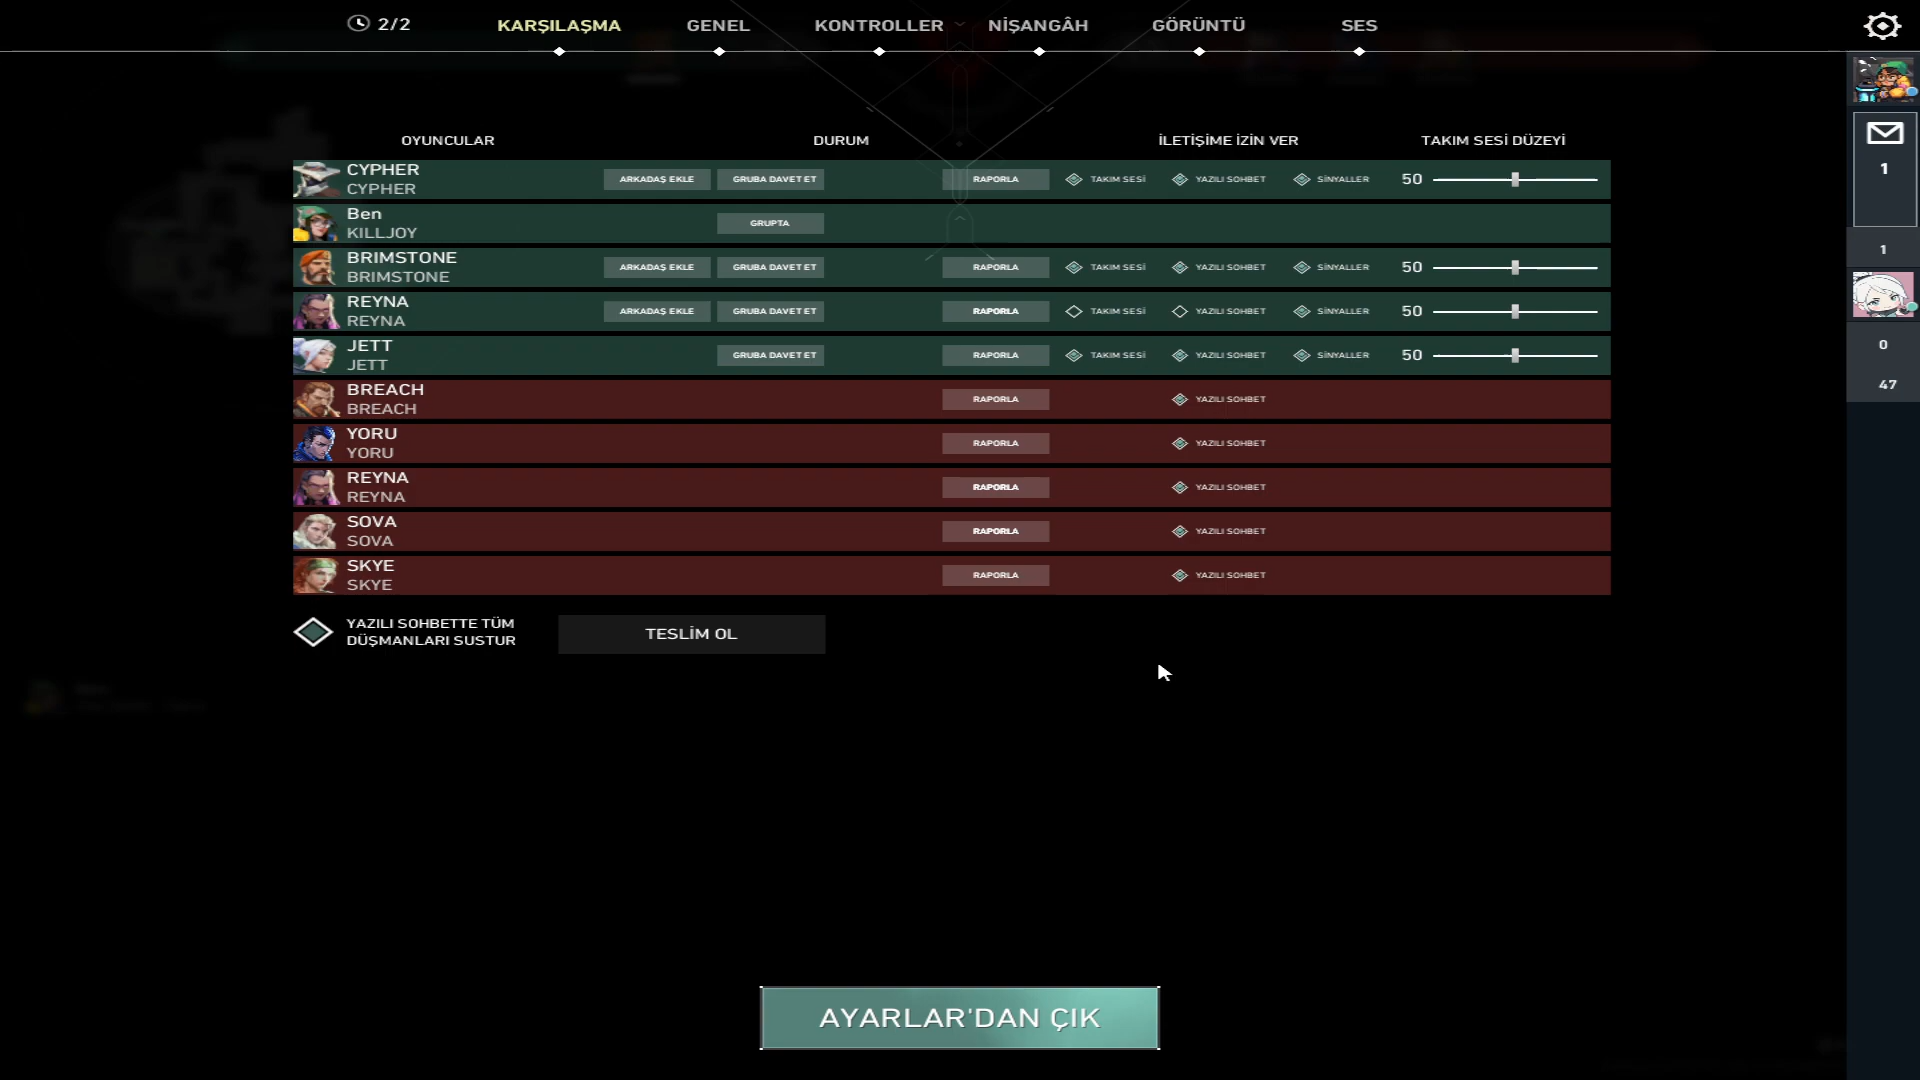 2/2 KARŞILAŞMA GENEL KONTROLLER NİŞANGÂH GÖRÜNTÜ SES
OYUNCULAR DURUM İLETİŞİME İZİN VER TAKIM SESİ DÜZEYİ
CYPHER
CYPHER
ARKADAŞ EKLE GRUBA DAVET ET RAPORLA TAKIM SESİ YAZILI SOHBET SİNYALLER 50
Ben
KILLJOY
GRUPTA
BRIMSTONE
BRIMSTONE
ARKADAŞ EKLE GRUBA DAVET ET RAPORLA TAKIM SESİ YAZILI SOHBET SİNYALLER 50
REYNA
REYNA
ARKADAŞ EKLE GRUBA DAVET ET RAPORLA TAKIM SESİ YAZILI SOHBET SİNYALLER 50
JETT
JETT
GRUBA DAVET ET RAPORLA TAKIM SESİ YAZILI SOHBET SİNYALLER 50
BREACH
BREACH
RAPORLA YAZILI SOHBET
YORU
YORU
RAPORLA YAZILI SOHBET
REYNA
REYNA
RAPORLA YAZILI SOHBET
SOVA
SOVA
RAPORLA YAZILI SOHBET
SKYE
SKYE
RAPORLA YAZILI SOHBET
YAZILI SOHBETTE TÜM
DÜŞMANLARI SUSTUR
TESLİM OL
AYARLAR'DAN ÇIK
1
1
0
47